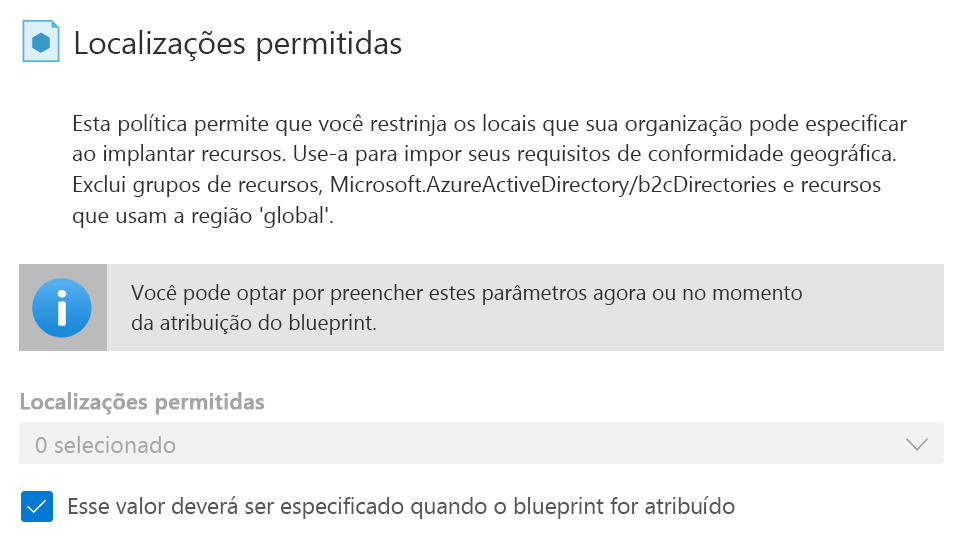 Localizações permitidas
Esta política permite que você restrinja os locais que sua organização pode especificar
ao implantar recursos. Use-a para impor seus requisitos de conformidade geográfica.
Exclui grupos de recursos, Microsoft.AzureActiveDirectory/b2cDirectories e recursos
que usam a região 'global'.
Você pode optar por preencher estes parâmetros agora ou no momento
da atribuição do blueprint.
Localizações permitidas
0 selecionado
Esse valor deverá ser especificado quando o blueprint for atribuído